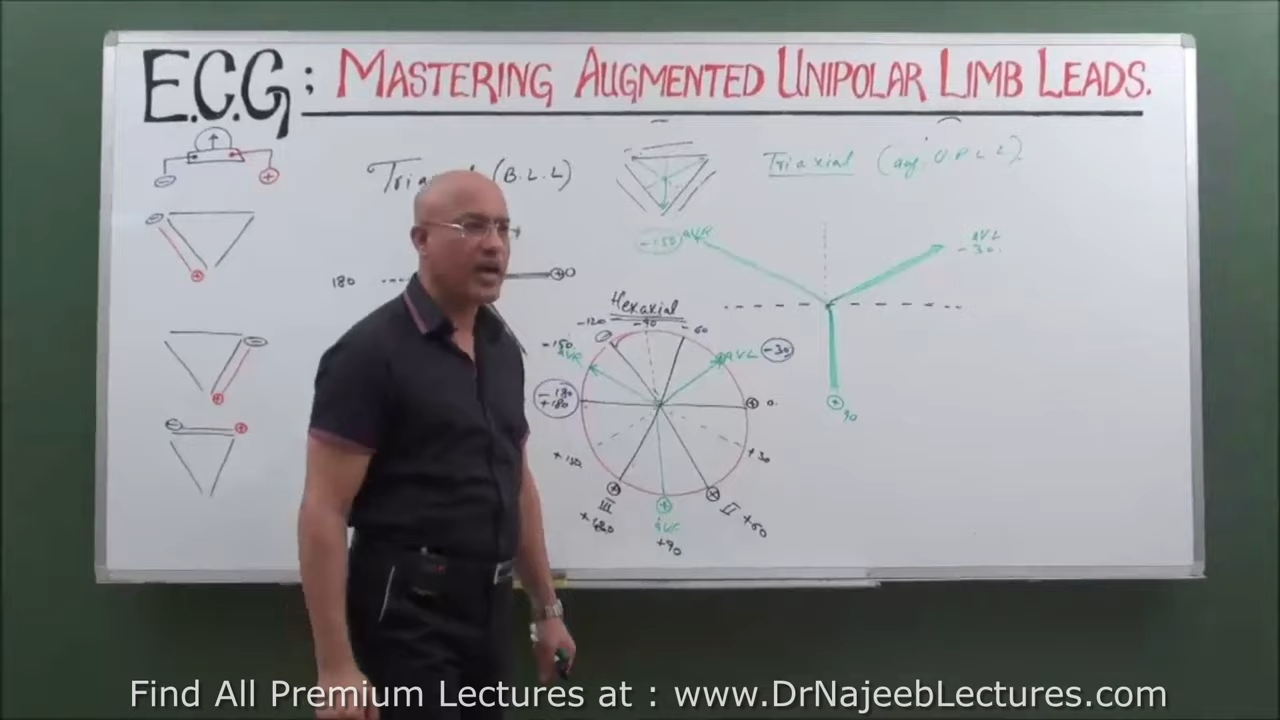 E.C.G: MASTERING AUGMENTED UNIPOLAR LIMB LEADS.
(B.L.L)
Triaxial (aug. U P L L)
180
0
-150 AVR
AVL
-30.
90
Hexaxial
-120
-90
-60
-150
AVR
AVL -30
-180
+180
0.
+150
+30
III
II +60
AVF
+90
Find All Premium Lectures at : www.DrNajeebLectures.com